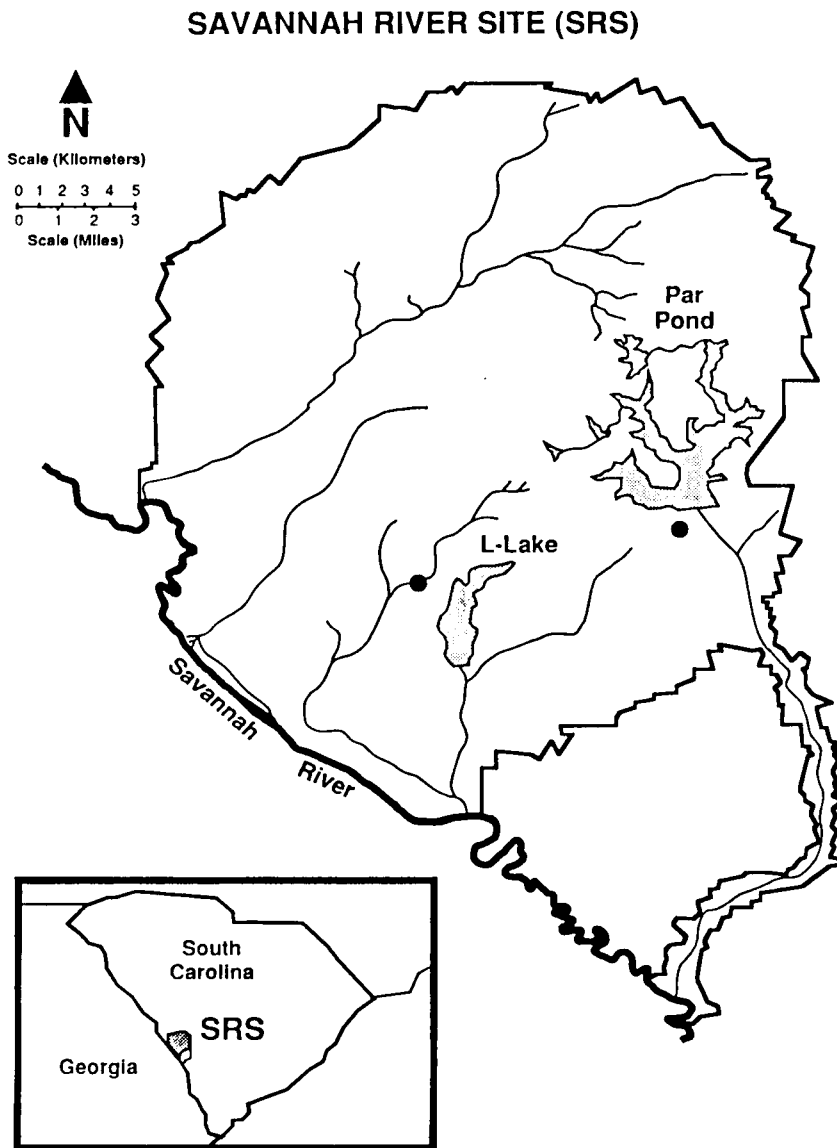 SAVANNAH RIVER SITE (SRS)
N
Scale (Kilometers)
0 1 2 3 4 5
0 1 2 3
Scale (Miles)
Par
Pond
L-Lake
Savannah
River
South
Carolina
SRS
Georgia